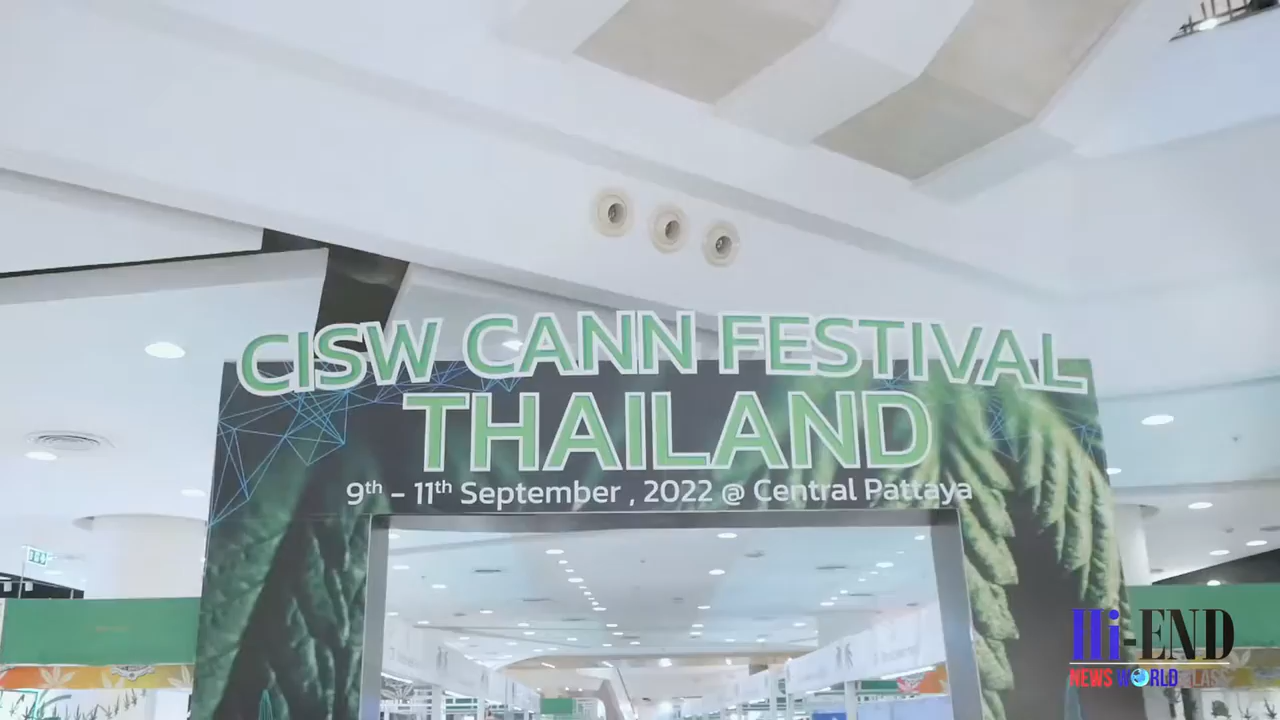 CISW CANN FESTIVAL
THAILAND
9th - 11th September , 2022 @ Central Pattaya
Hi-END
NEWS WORLD CLASS